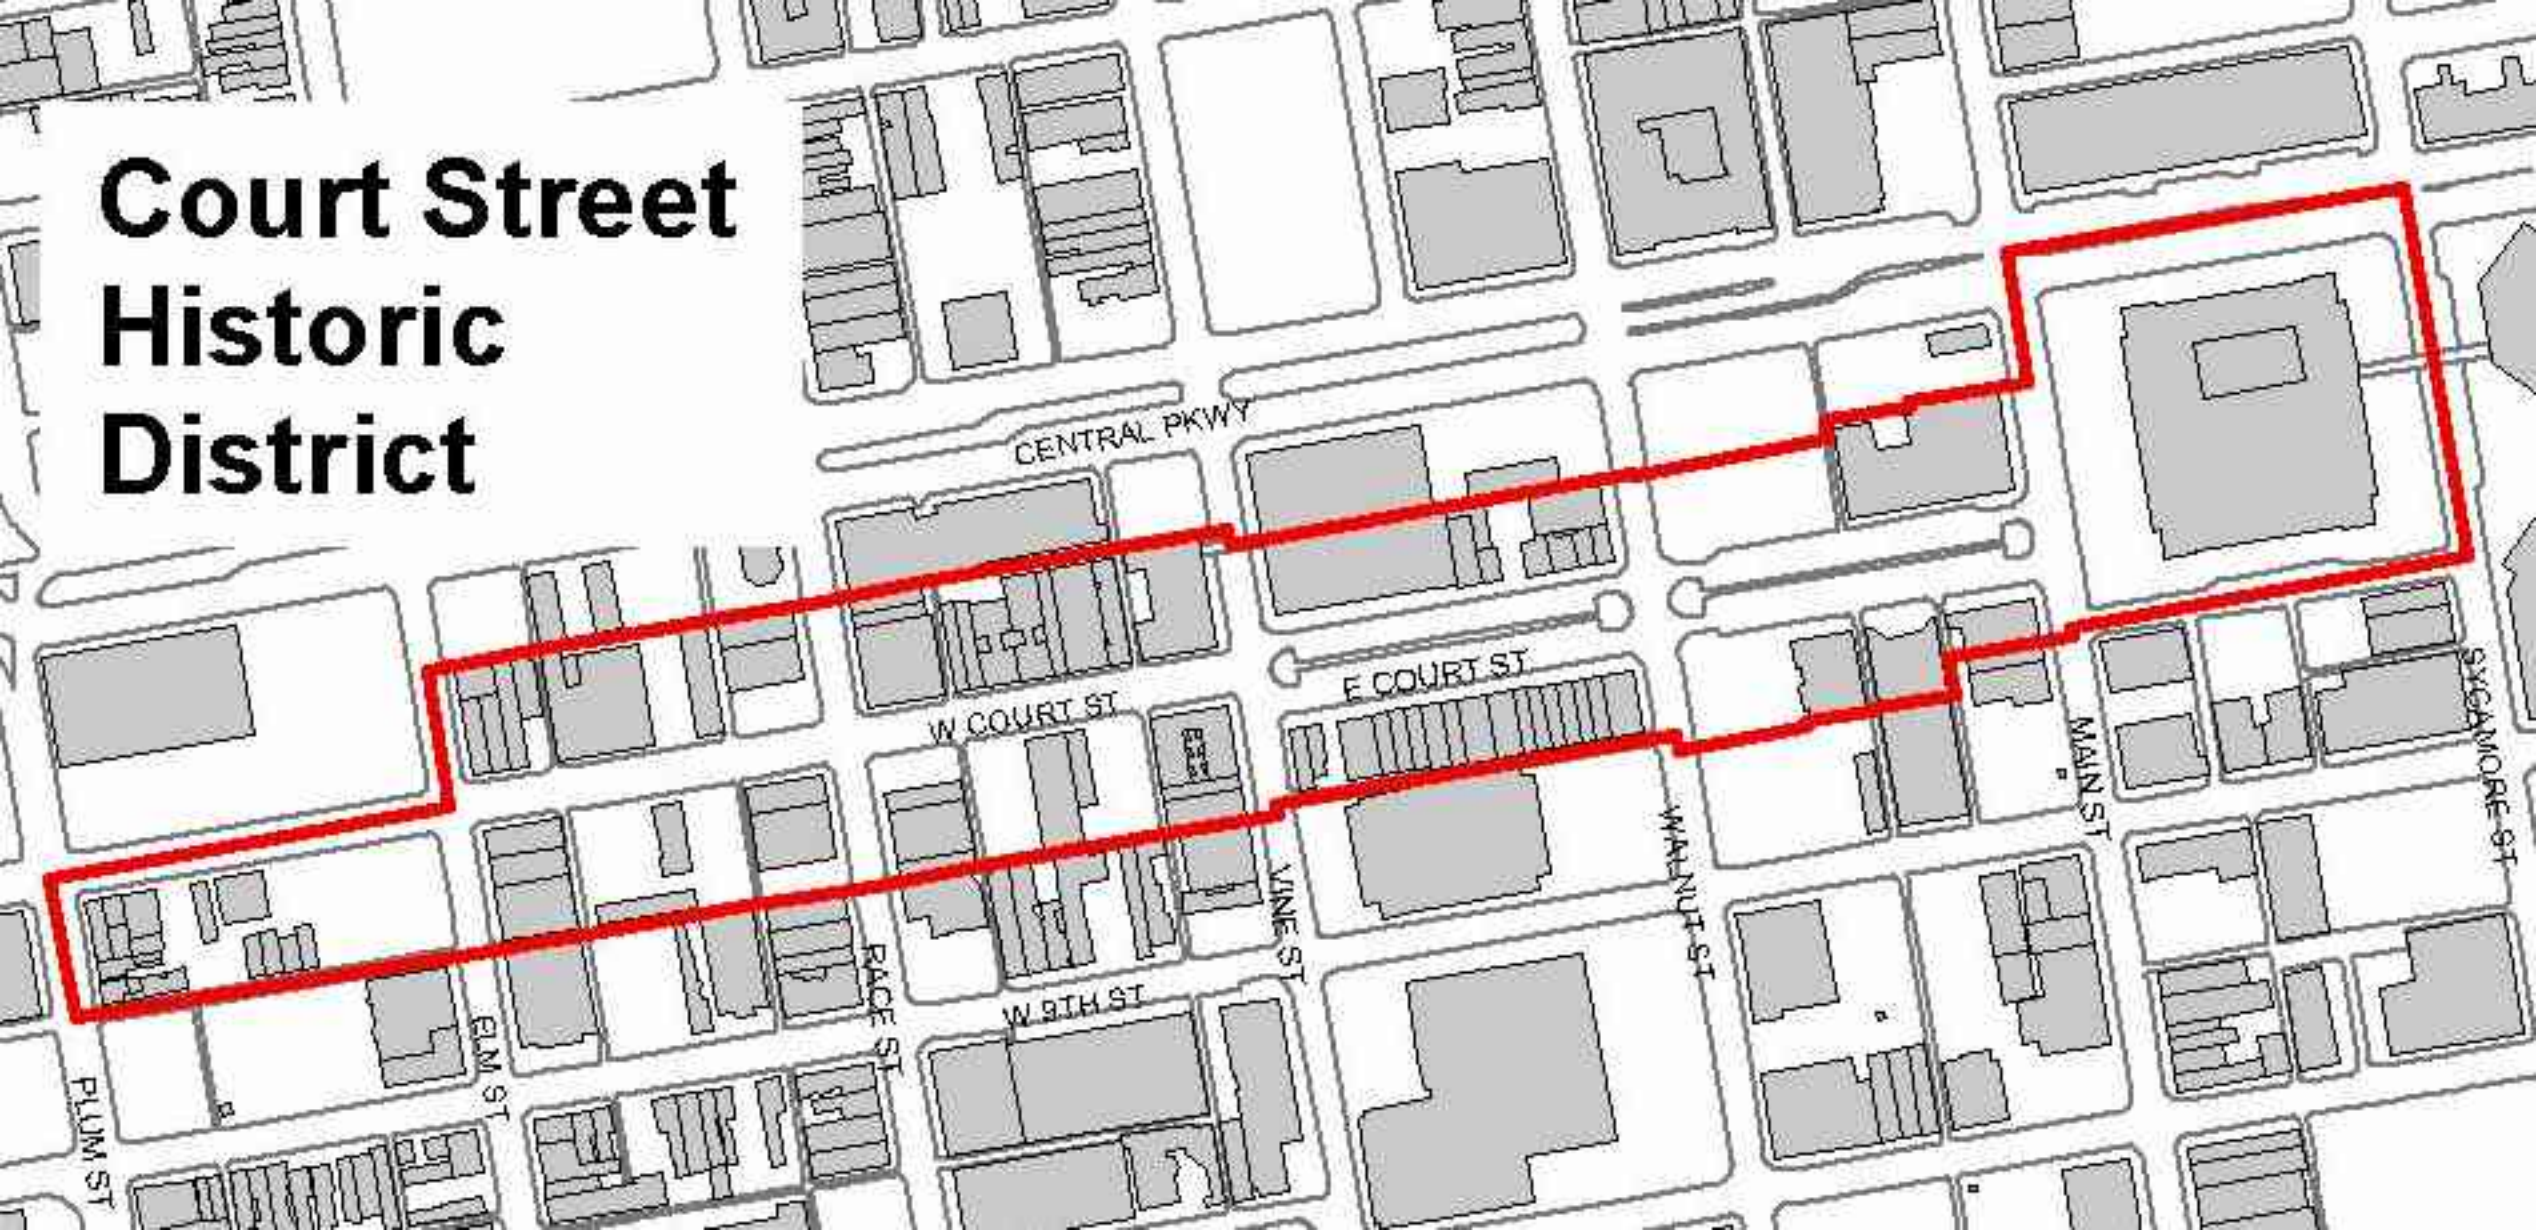 Court Street
Historic
District
CENTRAL PKWY
E COURT ST
W COURT ST
SYCAMORE ST
MAIN ST
WALNUT ST
VINE ST
RACE ST
W 9TH ST
ELM ST
PLUM ST